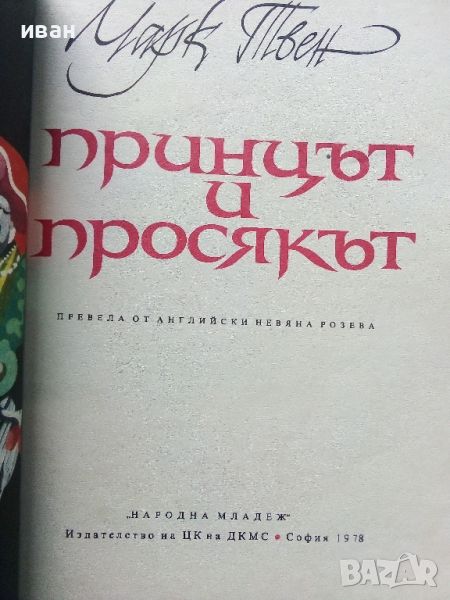 иван
Марк Твен
принцът
и
просякът
ПРЕВЕЛА ОТ АНГЛИЙСКИ НЕВЯНА РОЗЕВА
„НАРОДНА МЛАДЕЖ“
Издателство на ЦК на ДКМС • София 1978
BAZAR